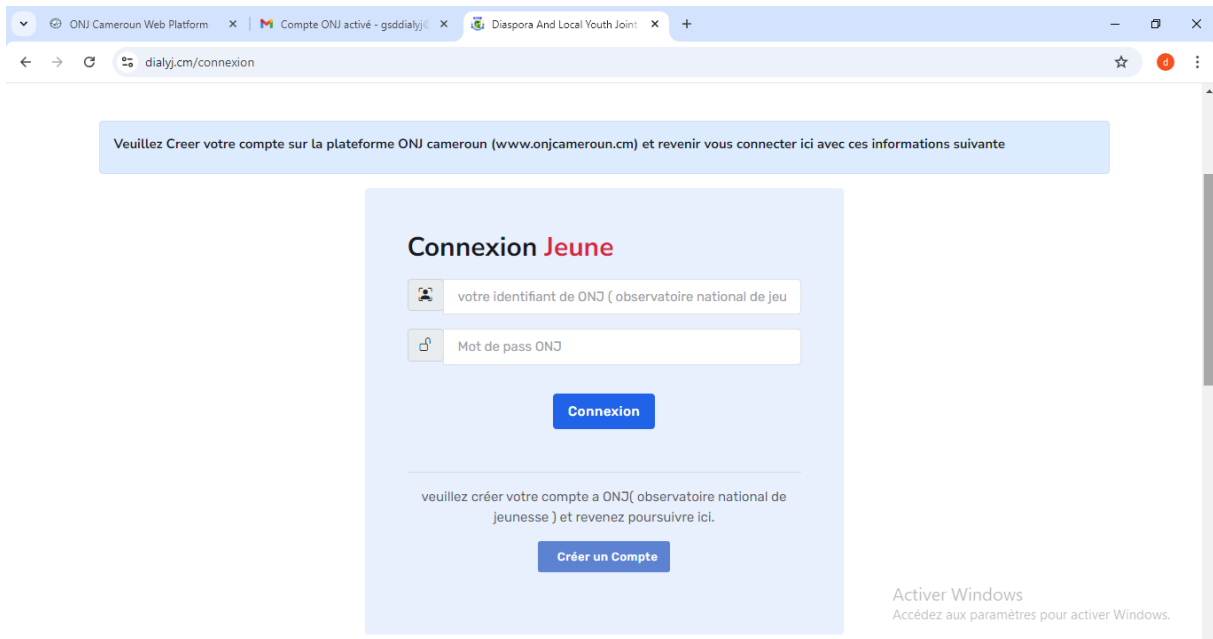 ONJ Cameroun Web Platform
Compte ONJ activé - gsddialyj
Diaspora And Local Youth Joint
dialyj.cm/connexion
d
Veuillez Creer votre compte sur la plateforme ONJ cameroun (www.onjcameroun.cm) et revenir vous connecter ici avec ces informations suivante
Connexion Jeune
votre identifiant de ONJ ( observatoire national de jeu
Mot de pass ONJ
Connexion
veuillez créer votre compte a ONJ( observatoire national de
jeunesse ) et revenez poursuivre ici.
Créer un Compte
Activer Windows
Accédez aux paramètres pour activer Windows.